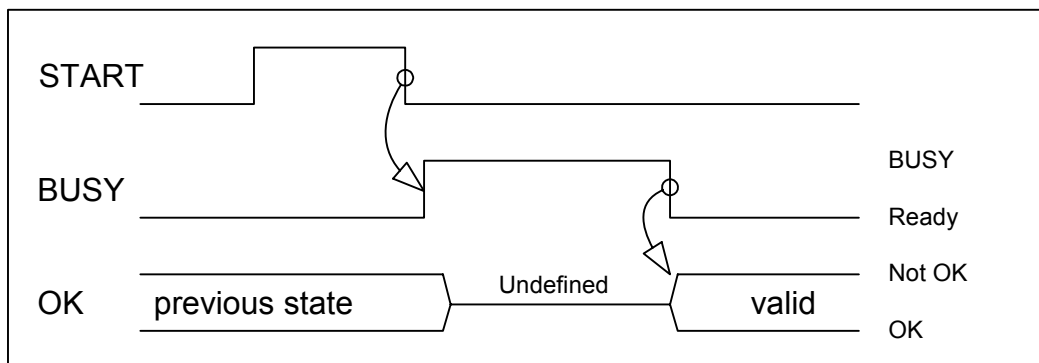 START
BUSY
BUSY
Ready
Not OK
Undefined
OK
previous state
valid
OK